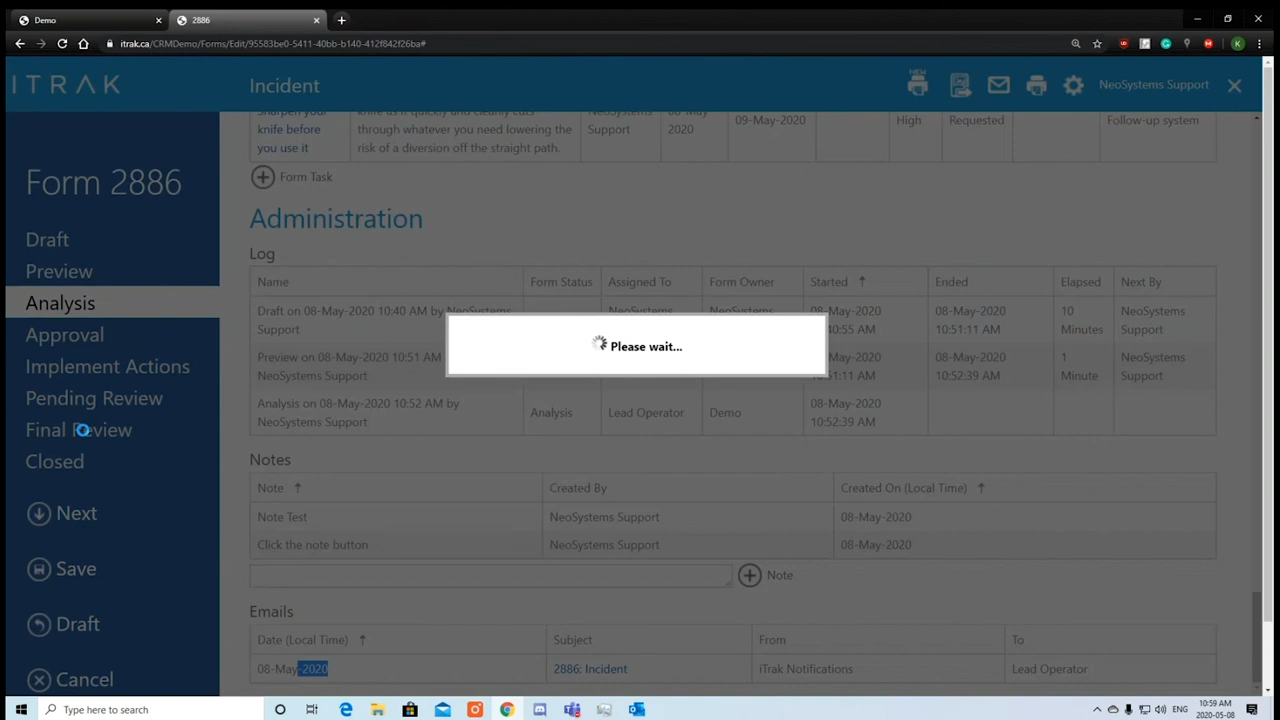 Demo
2886
itrak.ca/CRMDemo/Forms/Edit/95583be0-5411-40bb-b140-412f842f26ba#
K
ITRAK
Incident
NEW
NeoSystems Support
Form 2886
Draft
Preview
Analysis
Approval
Implement Actions
Pending Review
Final Review
Closed
Next
Save
Draft
Cancel
sharpen your
knife before
you use it
knife as it quickly and cleanly cuts
through whatever you need lowering the
risk of a diversion off the straight path.
NeoSystems
Support
08-May
2020
09-May-2020
High
Requested
Follow-up system
Form Task
Administration
Log
Name Form Status Assigned To Form Owner Started Ended Elapsed Next By
Draft on 08-May-2020 10:40 AM by NeoSystems
Support
NeoSystems
NeoSystems
08-May-2020
40:55 AM
08-May-2020
10:51:11 AM
10
Minutes
NeoSystems
Support
Preview on 08-May-2020 10:51 AM
NeoSystems Support
-May-2020
:51:11 AM
08-May-2020
10:52:39 AM
1
Minute
NeoSystems
Support
Analysis on 08-May-2020 10:52 AM by
NeoSystems Support
Analysis
Lead Operator
Demo
08-May-2020
10:52:39 AM
Please wait...
Notes
Note Created By Created On (Local Time)
Note Test NeoSystems Support 08-May-2020
Click the note button NeoSystems Support 08-May-2020
Note
Emails
Date (Local Time) Subject From To
08-May-2020 2886: Incident iTrak Notifications Lead Operator
Type here to search
ENG
10:59 AM
2020-05-08